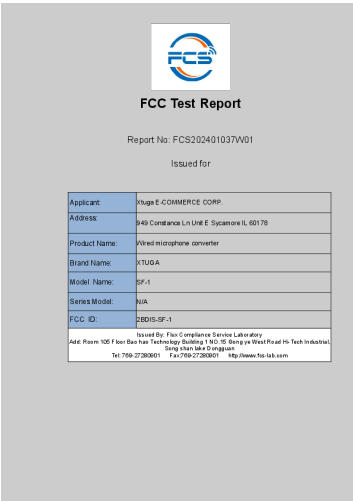 FCS
FCC Test Report
Report No: FCS202401037W01
Issued for
Applicant: Xtuga E-COMMERCE CORP.
Address: 949 Constance Ln Unit E Sycamore IL 60178
Product Name: Wired microphone converter
Brand Name: XTUGA
Model Name: SF-1
Series Model: N/A
FCC ID: 2BDIS-SF-1
Issued By: Flux Compliance Service Laboratory
Add: Room 105 Floor Bao hao Technology Building 1 NO.15 Gong ye West Road Hi-Tech Industrial,
Song shan lake Dongguan
Tel: 769-27280901 Fax:769-27280901 http://www.fcs-lab.com